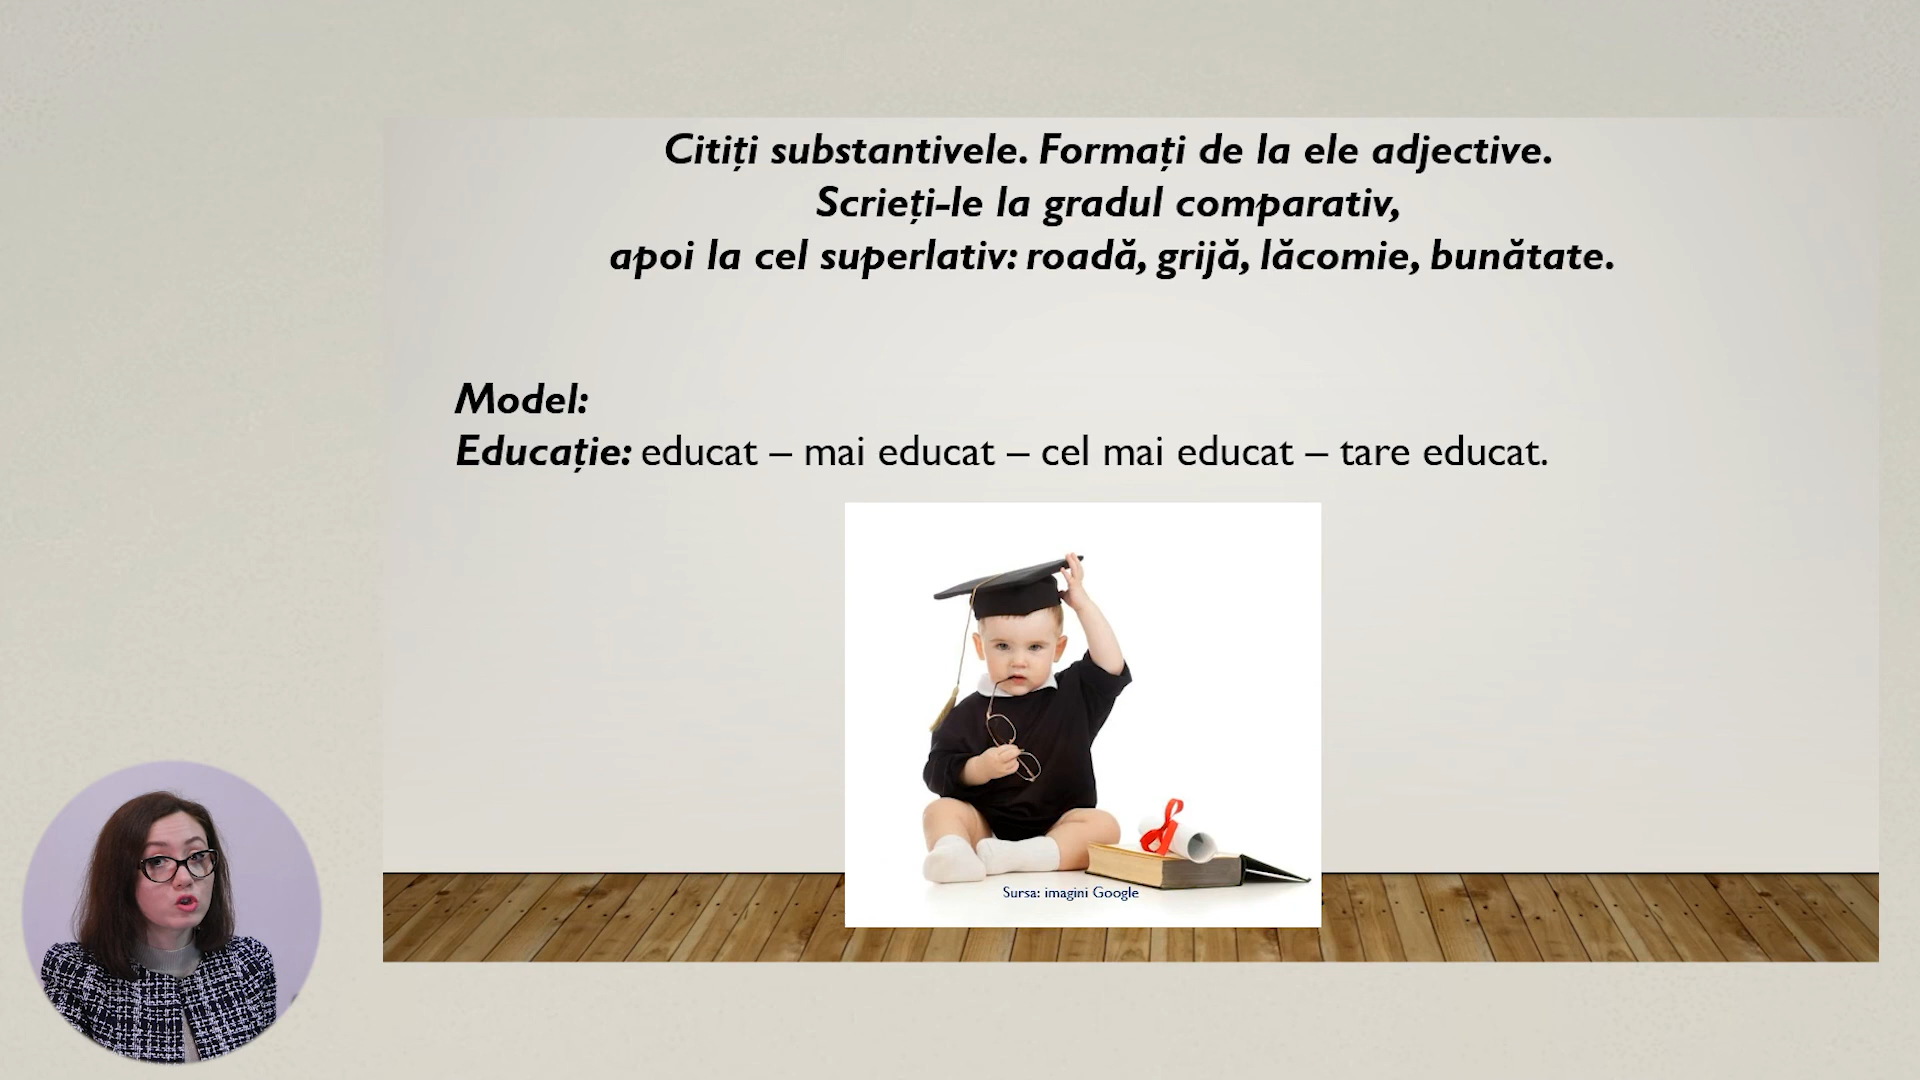 Citiți substantivele. Formați de la ele adjective.
Scrieți-le la gradul comparativ,
apoi la cel superlativ: roadă, grijă, lăcomie, bunătate.
Model:
Educație: educat – mai educat – cel mai educat – tare educat.
Sursa: imagini Google